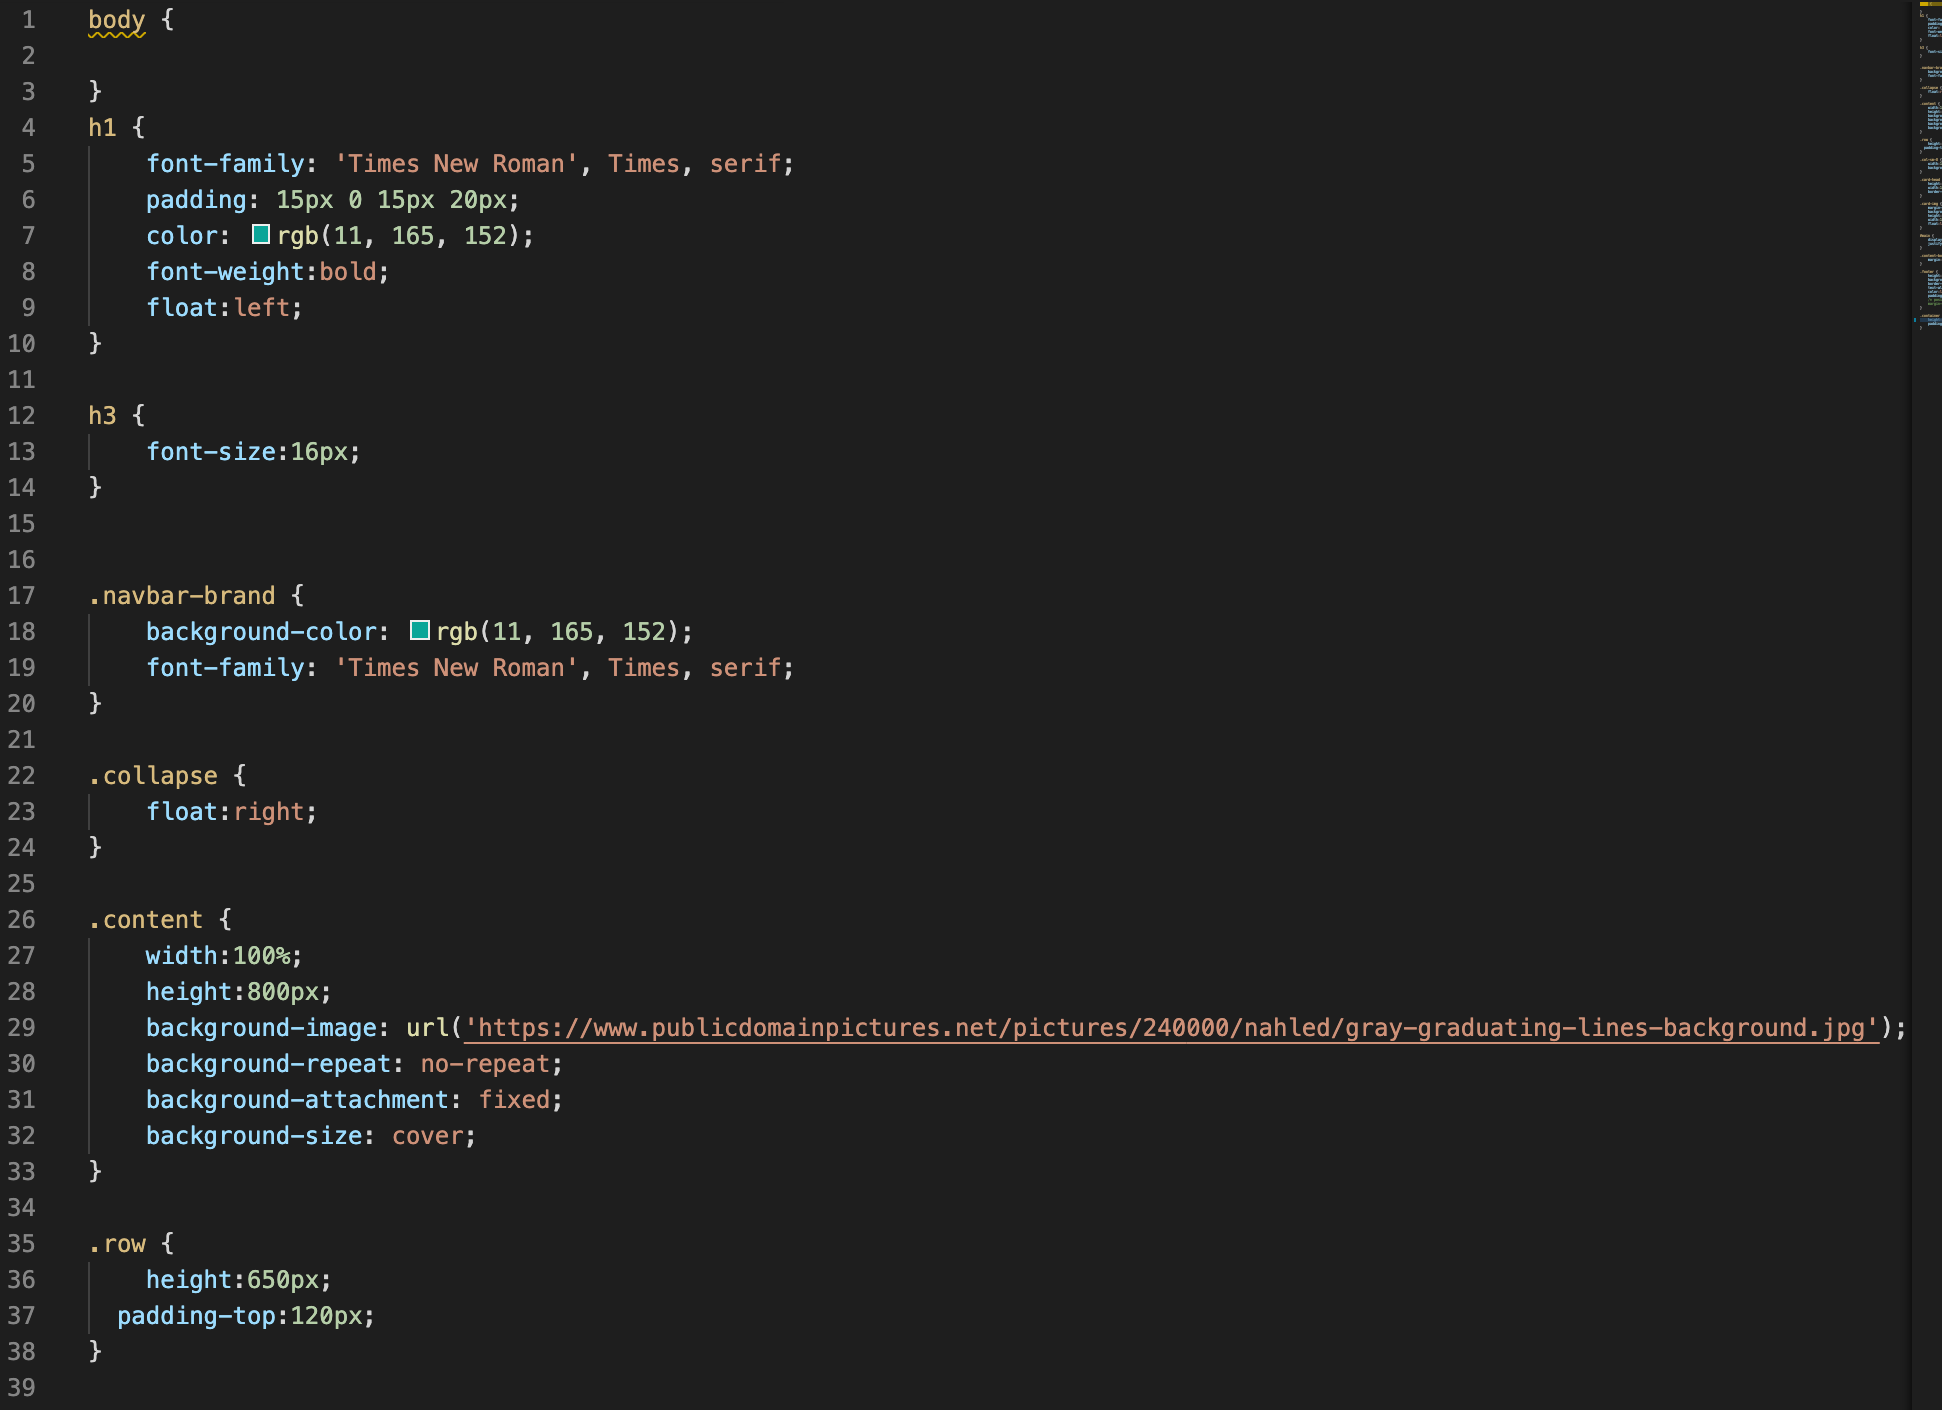 1 body {
2
3 }
4 h1 {
5 font-family: 'Times New Roman', Times, serif;
6 padding: 15px 0 15px 20px;
7 color: rgb(11, 165, 152);
8 font-weight:bold;
9 float:left;
10 }
11
12 h3 {
13 font-size:16px;
14 }
15
16
17 .navbar-brand {
18 background-color: rgb(11, 165, 152);
19 font-family: 'Times New Roman', Times, serif;
20 }
21
22 .collapse {
23 float:right;
24 }
25
26 .content {
27 width:100%;
28 height:800px;
29 background-image: url('https://www.publicdomainpictures.net/pictures/240000/nahled/gray-graduating-lines-background.jpg');
30 background-repeat: no-repeat;
31 background-attachment: fixed;
32 background-size: cover;
33 }
34
35 .row {
36 height:650px;
37 padding-top:120px;
38 }
39